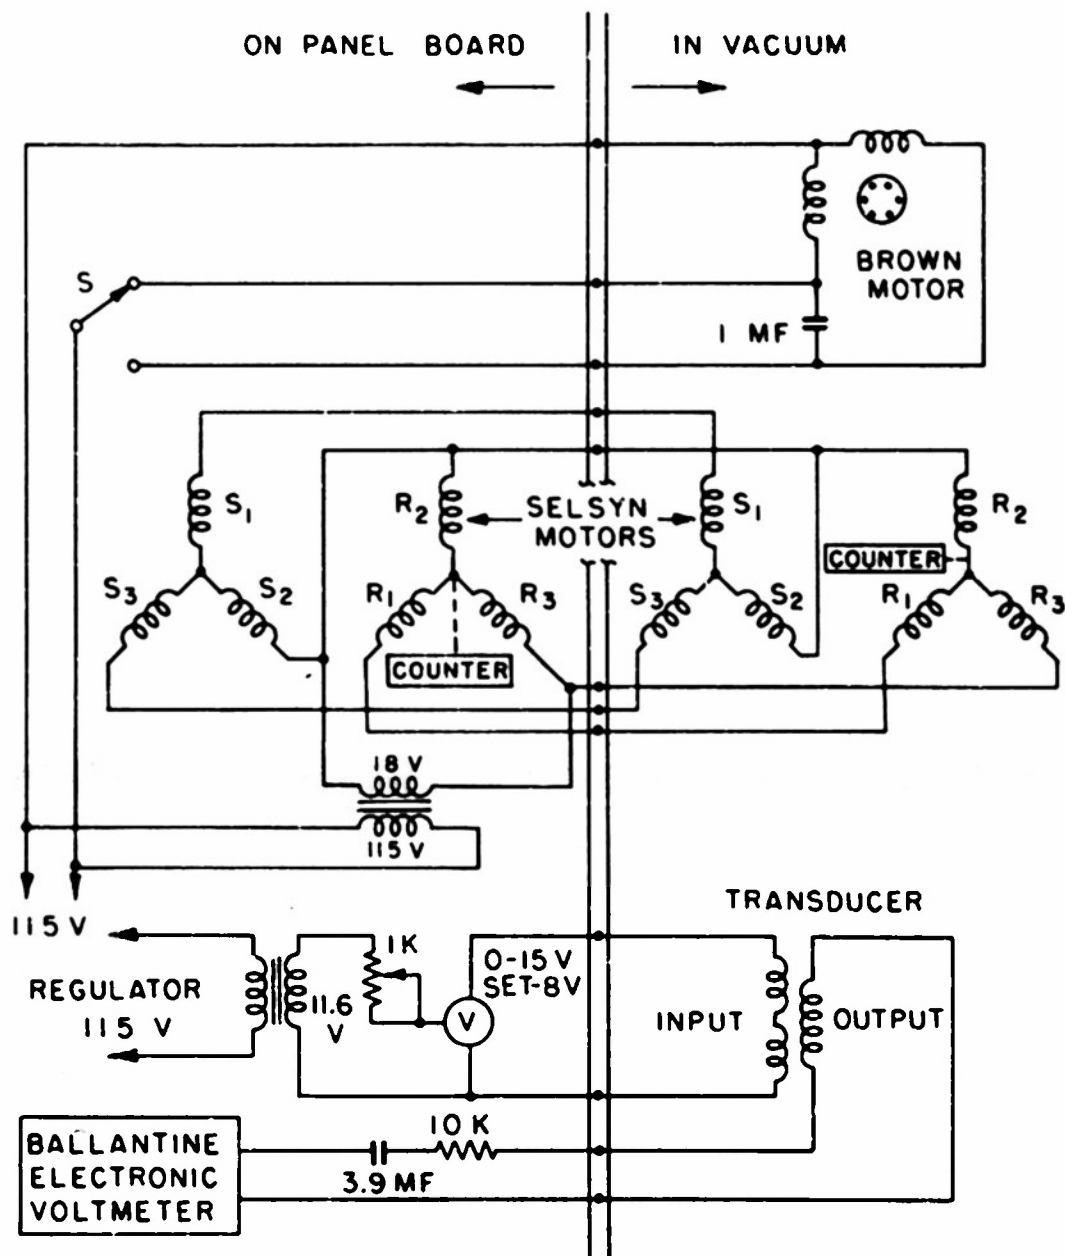 ON PANEL BOARD
IN VACUUM
BROWN
MOTOR
S
1 MF
S1
R2
SELSYN
MOTORS
S1
R2
COUNTER
S3
S2
R1
R3
S3
S2
R1
R3
COUNTER
18 V
115 V
115 V
TRANSDUCER
1K
0-15 V
SET-8V
REGULATOR
115 V
11.6
V
V
INPUT
OUTPUT
10 K
BALLANTINE
ELECTRONIC
VOLTMETER
3.9 MF